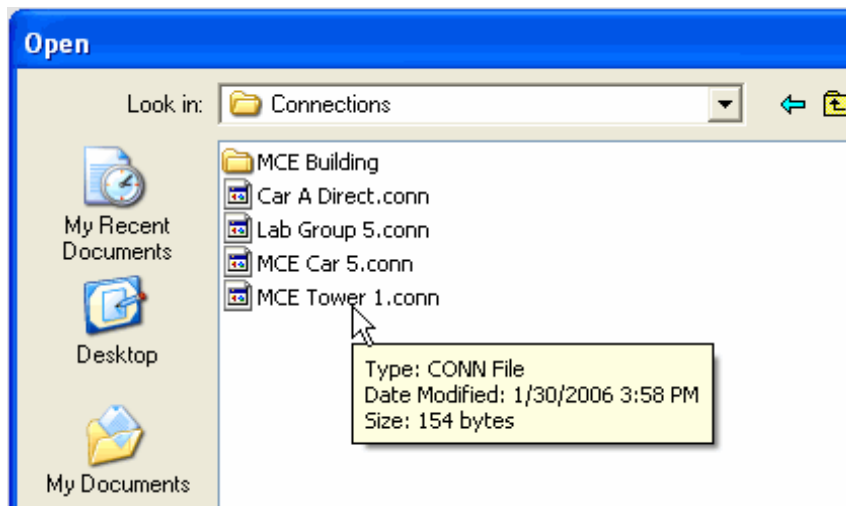 Open
Look in:
Connections
My Recent
Documents
Desktop
My Documents
MCE Building
Car A Direct.conn
Lab Group 5.conn
MCE Car 5.conn
MCE Tower 1.conn
Type: CONN File
Date Modified: 1/30/2006 3:58 PM
Size: 154 bytes